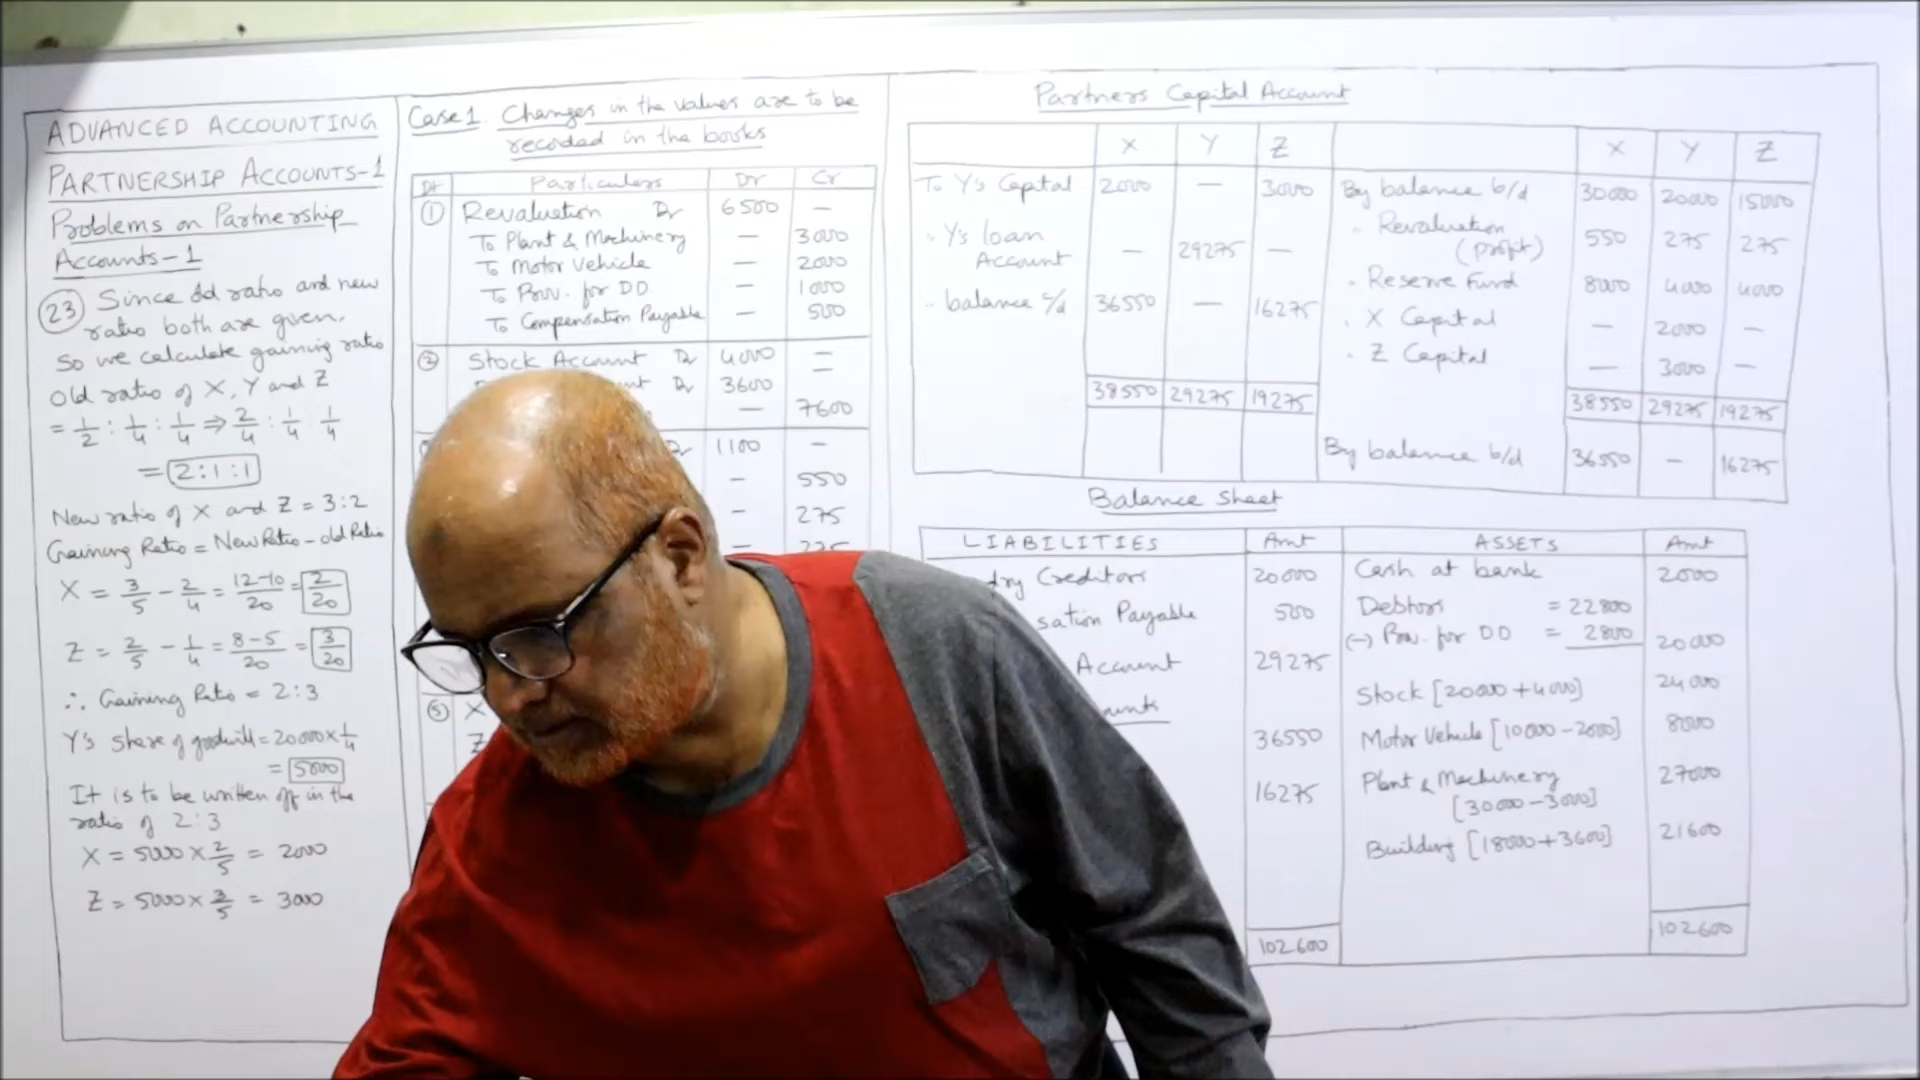 ADVANCED ACCOUNTING
PARTNERSHIP ACCOUNTS-1
Problems on Partnership
Accounts-1
(23) Since old ratio and new
ratio both are given.
So we calculate gaining ratio
Old ratio of X, Y and Z
= 1/2 : 1/4 : 1/4 ⇒ 2/4 : 1/4 : 1/4
= 2:1:1
New ratio of X and Z = 3:2
Gaining Ratio = New Ratio - old Ratio
X = 3/5 - 2/4 = 12-10/20 = 2/20
Z = 2/5 - 1/4 = 8-5/20 = 3/20
∴ Gaining Ratio = 2:3
Y's share of goodwill = 20000 × 1/4
= 5000
It is to be written off in the
ratio of 2:3
X = 5000 × 2/5 = 2000
Z = 5000 × 3/5 = 3000
Case 1. Changes in the values are to be
recorded in the books
Dt Particulars Dr Cr
① Revaluation Dr 6500 —
To Plant & Machinery — 3000
To Motor Vehicle — 2000
To Prov. for DD — 1000
To Compensation Payable — 500
② Stock Account Dr 4000 —
Dr 3600 —
— 7600
1100 -
- 550
- 275
- 275
⑤ X
Z
Partners Capital Account
X Y Z X Y Z
To Y's Capital 2000 — 3000 By balance b/d 30000 20000 15000
" Y's loan Account — 29275 — " Revaluation (profit) 550 275 275
" balance c/d 36550 — 16275 " Reserve Fund 8000 4000 4000
" X Capital — 2000 —
" Z Capital — 3000 —
38550 29275 19275 38550 29275 19275
By balance b/d 36550 — 16275
Balance Sheet
LIABILITIES Amt ASSETS Amt
dry Creditors 20000 Cash at bank 2000
sation Payable 500 Debtors = 22800
(-) Prov. for DD = 2800 20000
Account 29275
Stock [20000 + 4000] 24000
unts
36550 Motor Vehicle [10000 - 2000] 8000
16275 Plant & Machinery [30000 - 3000] 27000
Building [18000 + 3600] 21600
102600 102600